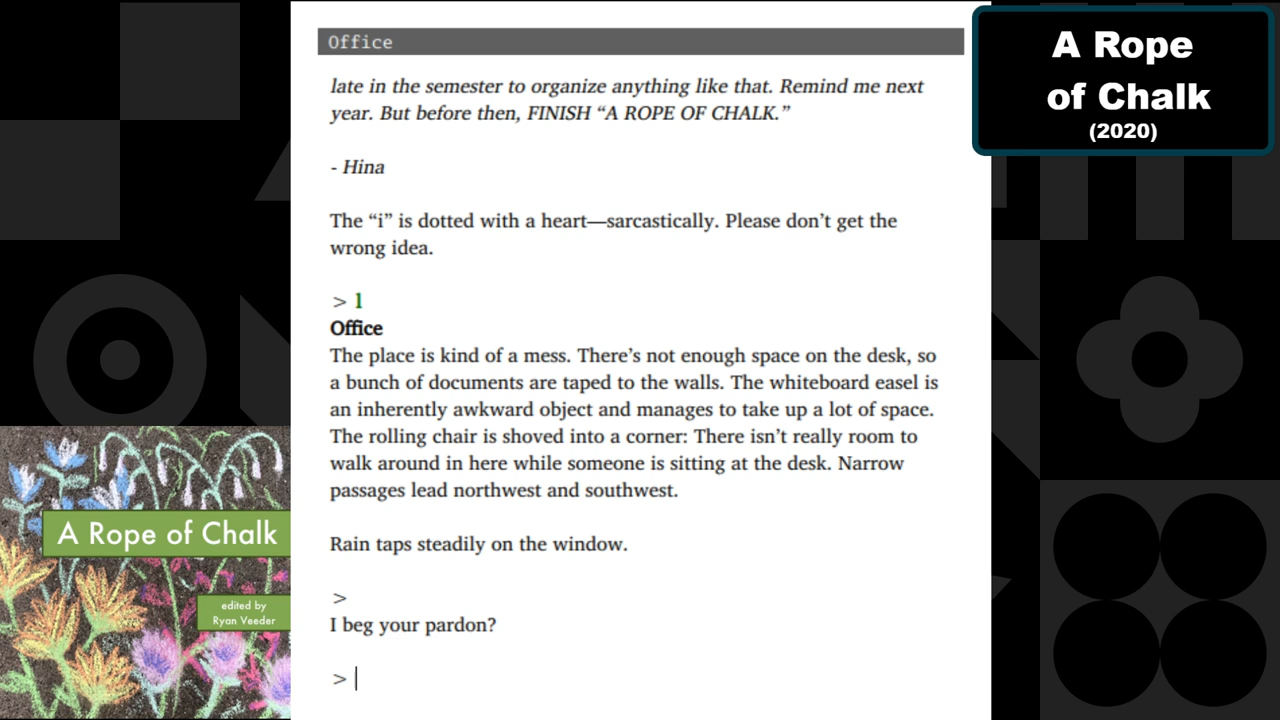 Office
late in the semester to organize anything like that. Remind me next
year. But before then, FINISH “A ROPE OF CHALK.”
- Hina
The “i” is dotted with a heart—sarcastically. Please don’t get the
wrong idea.
> l
Office
The place is kind of a mess. There’s not enough space on the desk, so
a bunch of documents are taped to the walls. The whiteboard easel is
an inherently awkward object and manages to take up a lot of space.
The rolling chair is shoved into a corner: There isn’t really room to
walk around in here while someone is sitting at the desk. Narrow
passages lead northwest and southwest.
Rain taps steadily on the window.
>
I beg your pardon?
>
A Rope
of Chalk
(2020)
A Rope of Chalk
edited by
Ryan Veeder